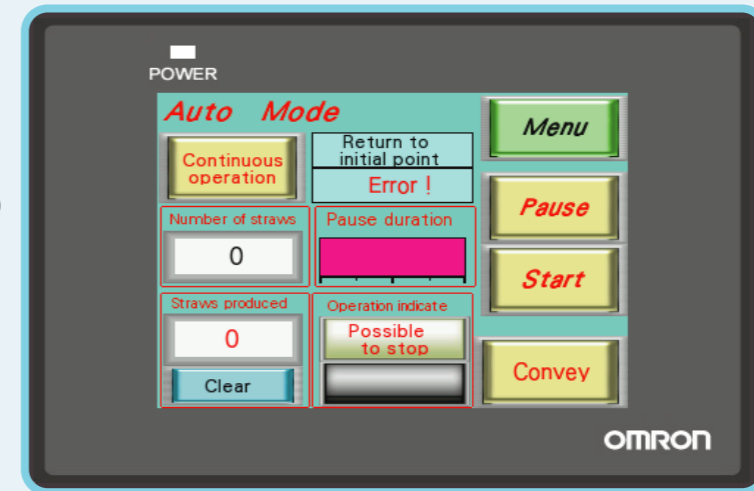 POWER
Auto Mode
Menu
Continuous
operation
Return to
initial point
Error !
Pause
Number of straws
0
Pause duration
Start
Straws produced
0
Clear
Operation indicate
Possible
to stop
Convey
OMRON